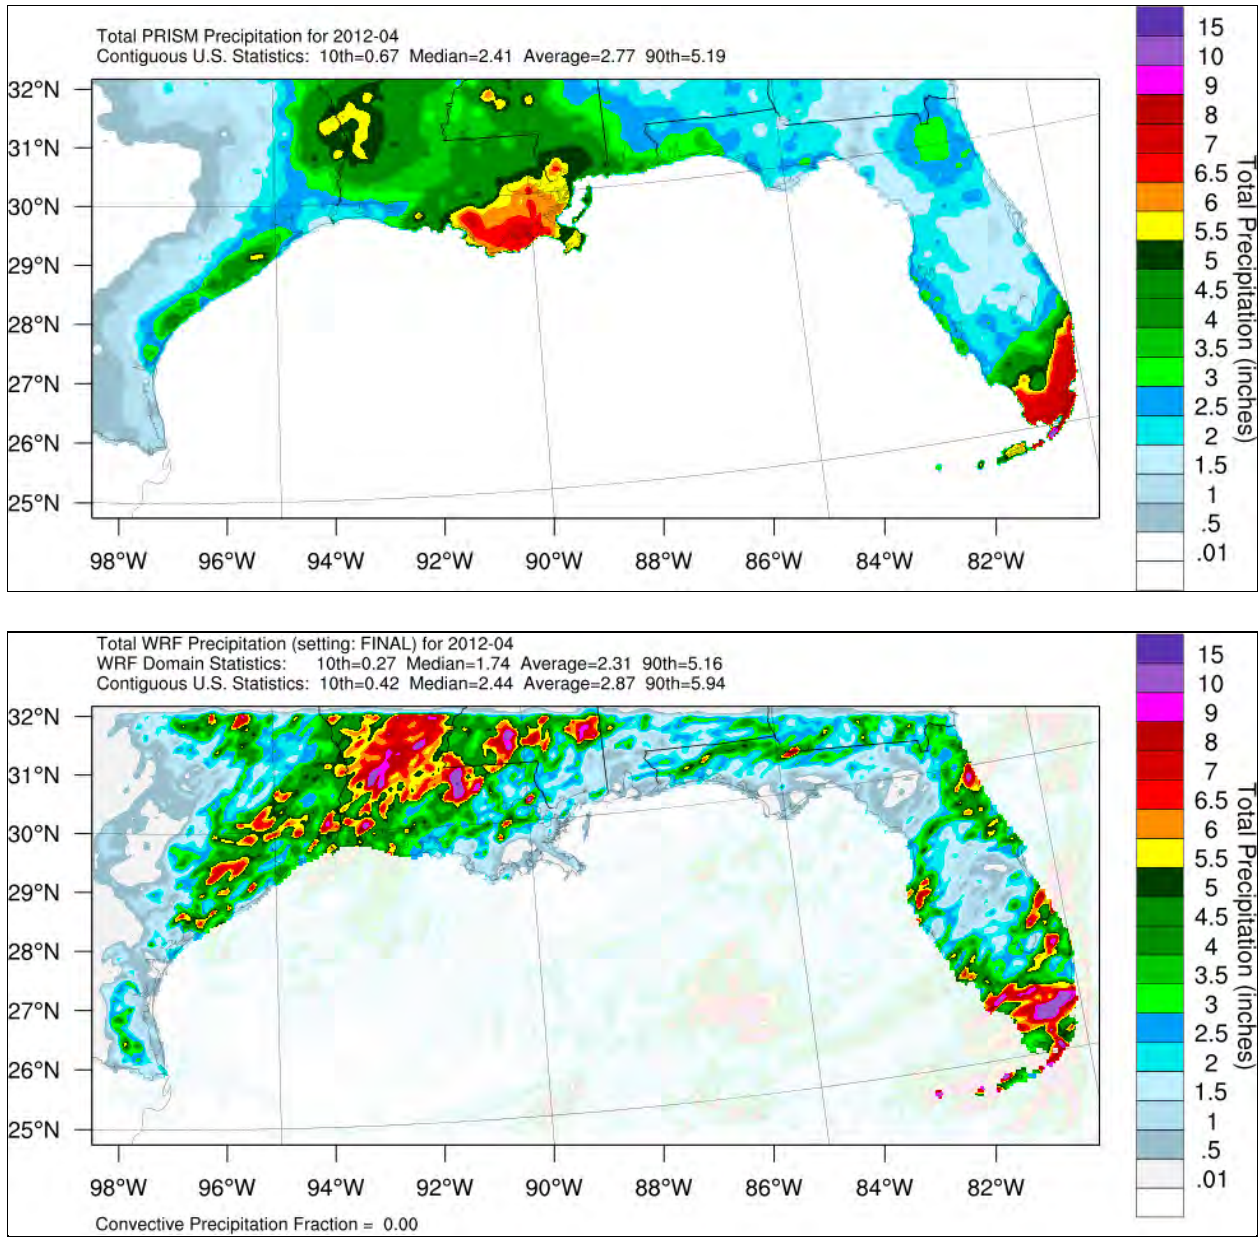 Total PRISM Precipitation for 2012-04
Contiguous U.S. Statistics: 10th=0.67 Median=2.41 Average=2.77 90th=5.19
32°N
31°N
30°N
29°N
28°N
27°N
26°N
25°N
98°W 96°W 94°W 92°W 90°W 88°W 86°W 84°W 82°W
15
10
9
8
7
6.5
6
5.5
5
4.5
4
3.5
3
2.5
2
1.5
1
.5
.01
Total Precipitation (inches)
Total WRF Precipitation (setting: FINAL) for 2012-04
WRF Domain Statistics: 10th=0.27 Median=1.74 Average=2.31 90th=5.16
Contiguous U.S. Statistics: 10th=0.42 Median=2.44 Average=2.87 90th=5.94
32°N
31°N
30°N
29°N
28°N
27°N
26°N
25°N
98°W 96°W 94°W 92°W 90°W 88°W 86°W 84°W 82°W
15
10
9
8
7
6.5
6
5.5
5
4.5
4
3.5
3
2.5
2
1.5
1
.5
.01
Total Precipitation (inches)
Convective Precipitation Fraction = 0.00